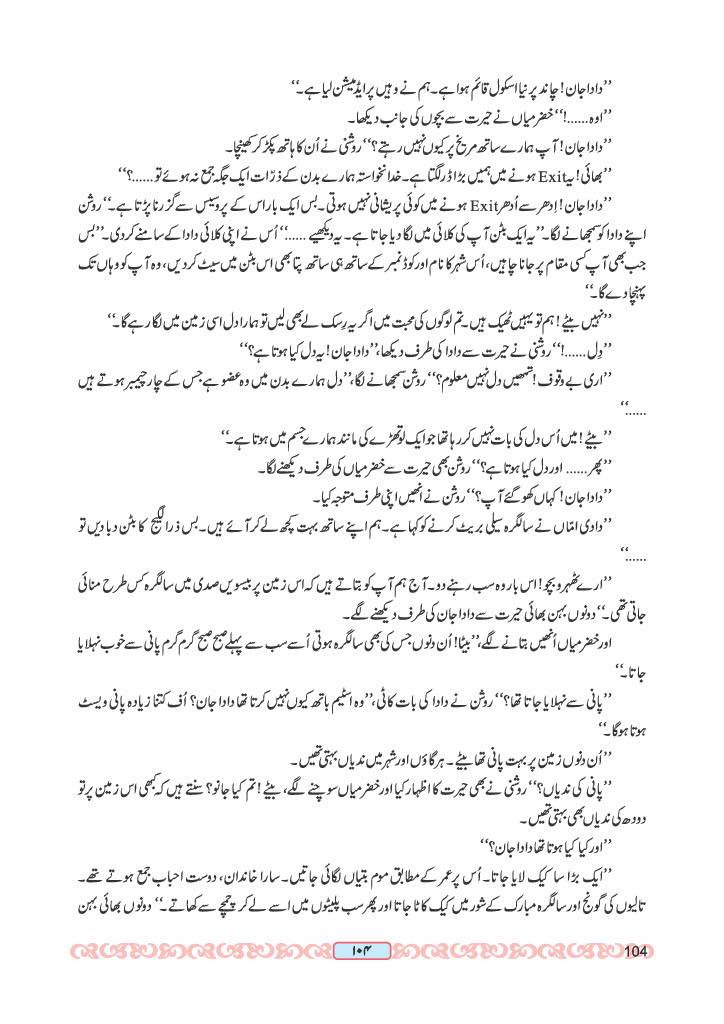 ’’دادا جان! چاند پر نیا اسکول قائم ہوا ہے۔ ہم نے وہیں پر ایڈمیشن لیا ہے۔‘‘
’’اوہ......!‘‘ خضر میاں نے حیرت سے بچوں کی جانب دیکھا۔
’’دادا جان! آپ ہمارے ساتھ مریخ پر کیوں نہیں رہتے؟‘‘ روشنی نے اُن کا ہاتھ پکڑ کر کھینچا۔
’’بھائی! یہ Exit ہونے میں ہمیں بڑا ڈر لگتا ہے۔ خدانخواستہ ہمارے بدن کے ذرّات ایک جگہ جمع نہ ہوئے تو......؟‘‘
’’دادا جان! اِدھر سے اُدھر Exit ہونے میں کوئی پریشانی نہیں ہوتی۔ بس ایک بار اس کے پروسیس سے گزرنا پڑتا ہے۔‘‘ روشن
اپنے دادا کو سمجھانے لگا۔ ’’یہ ایک بٹن آپ کی کلائی میں لگا دیا جاتا ہے۔ یہ دیکھیے......‘‘ اُس نے اپنی کلائی دادا کے سامنے کردی۔ ’’بس
جب بھی آپ کسی مقام پر جانا چاہیں، اُس شہر کا نام اور کوڈ نمبر کے ساتھ ہی ساتھ پتا بھی اس بٹن میں سیٹ کردیں، وہ آپ کو وہاں تک
پہنچا دے گا۔‘‘
’’نہیں بیٹے! ہم تو یہیں ٹھیک ہیں۔ تم لوگوں کی محبت میں اگر یہ رِسک لے بھی لیں تو ہمارا دل اسی زمین میں لگا رہے گا۔‘‘
’’دِل......!‘‘ روشنی نے حیرت سے دادا کی طرف دیکھا، ’’دادا جان! یہ دل کیا ہوتا ہے؟‘‘
’’اری بے وقوف! تمھیں دل نہیں معلوم؟‘‘ روشن سمجھانے لگا، ’’دل ہمارے بدن میں وہ عضو ہے جس کے چار چیمبر ہوتے ہیں
......‘‘
’’بیٹے! میں اُس دل کی بات نہیں کر رہا تھا جو ایک لوتھڑے کی مانند ہمارے جسم میں ہوتا ہے۔‘‘
’’پھر...... اور دل کیا ہوتا ہے؟‘‘ روشن بھی حیرت سے خضر میاں کی طرف دیکھنے لگا۔
’’دادا جان! کہاں کھو گئے آپ؟‘‘ روشن نے انھیں اپنی طرف متوجہ کیا۔
’’دادی امّاں نے سالگرہ سیلی بریٹ کرنے کو کہا ہے۔ ہم اپنے ساتھ بہت کچھ لے کر آئے ہیں۔ بس ذرا لگیج کا بٹن دبا دیں تو
......‘‘
’’ارے ٹھہرو بچو! اس بار وہ سب رہنے دو۔ آج ہم آپ کو بتاتے ہیں کہ اس زمین پر بیسویں صدی میں سالگرہ کس طرح منائی
جاتی تھی۔‘‘ دونوں بہن بھائی حیرت سے دادا جان کی طرف دیکھنے لگے۔
اور خضر میاں اُنھیں بتانے لگے، ’’بیٹا! اُن دنوں جس کی بھی سالگرہ ہوتی اُسے سب سے پہلے صبح صبح گرم گرم پانی سے خوب نہلایا
جاتا۔‘‘
’’پانی سے نہلایا جاتا تھا؟‘‘ روشن نے دادا کی بات کاٹی، ’’وہ اسٹیم باتھ کیوں نہیں کرتا تھا دادا جان؟ اُف کتنا زیادہ پانی ویسٹ
ہوتا ہوگا۔‘‘
’’اُن دنوں زمین پر بہت پانی تھا بیٹے۔ ہر گاؤں اور شہر میں ندیاں بہتی تھیں۔
’’پانی کی ندیاں؟‘‘ روشنی نے بھی حیرت کا اظہار کیا اور خضر میاں سوچنے لگے، بیٹے! تم کیا جانو؟ سنتے ہیں کہ کبھی اس زمین پر تو
دودھ کی ندیاں بھی بہتی تھیں۔
’’اور کیا کیا ہوتا تھا دادا جان؟‘‘
’’ایک بڑا سا کیک لایا جاتا۔ اُس پر عمر کے مطابق موم بتیاں لگائی جاتیں۔ سارا خاندان، دوست احباب جمع ہوتے تھے۔
تالیوں کی گونج اور سالگرہ مبارک کے شور میں کیک کاٹا جاتا اور پھر سب پلیٹوں میں اسے لے کر چمچے سے کھاتے۔‘‘ دونوں بھائی بہن
۱۰۴
104